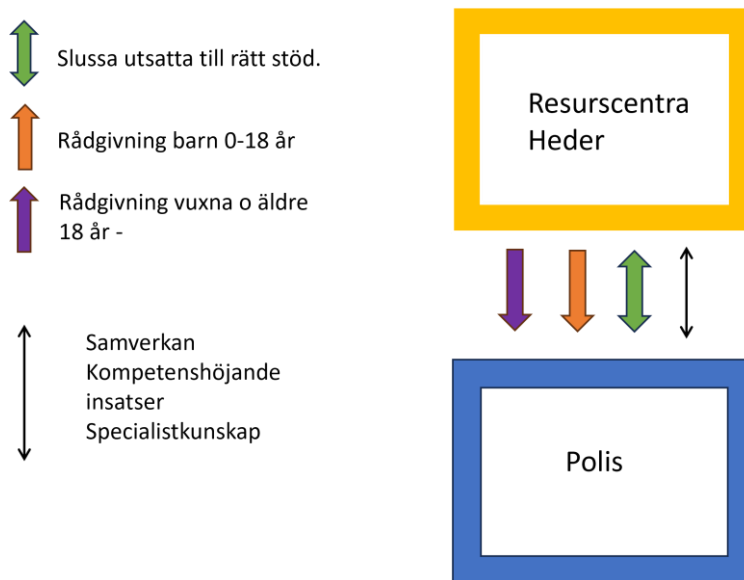 Slussa utsatta till rätt stöd.
Rådgivning barn 0-18 år
Rådgivning vuxna o äldre
18 år -
Samverkan
Kompetenshöjande
insatser
Specialistkunskap
Resurscentra
Heder
Polis